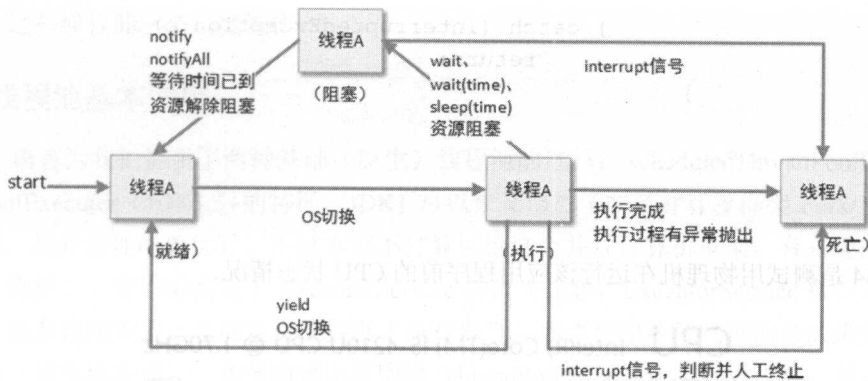 notify
notifyAll
等待时间已到
资源解除阻塞
线程A
（阻塞）
wait、
wait(time)、
sleep(time)
资源阻塞
interrupt信号
start
线程A
（就绪）
OS切换
线程A
（执行）
执行完成
执行过程有异常抛出
线程A
（死亡）
yield
OS切换
interrupt信号，判断并人工终止